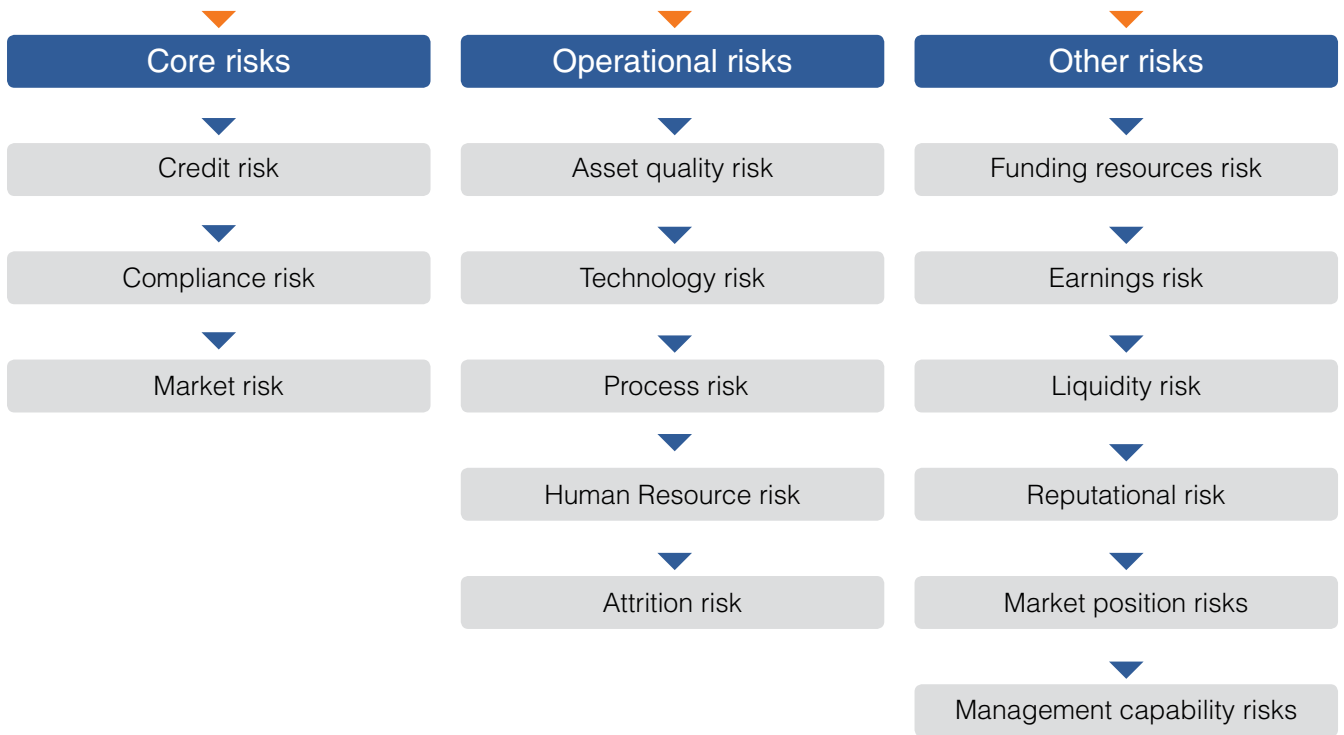 Core risks
Credit risk
Compliance risk
Market risk
Operational risks
Asset quality risk
Technology risk
Process risk
Human Resource risk
Attrition risk
Other risks
Funding resources risk
Earnings risk
Liquidity risk
Reputational risk
Market position risks
Management capability risks